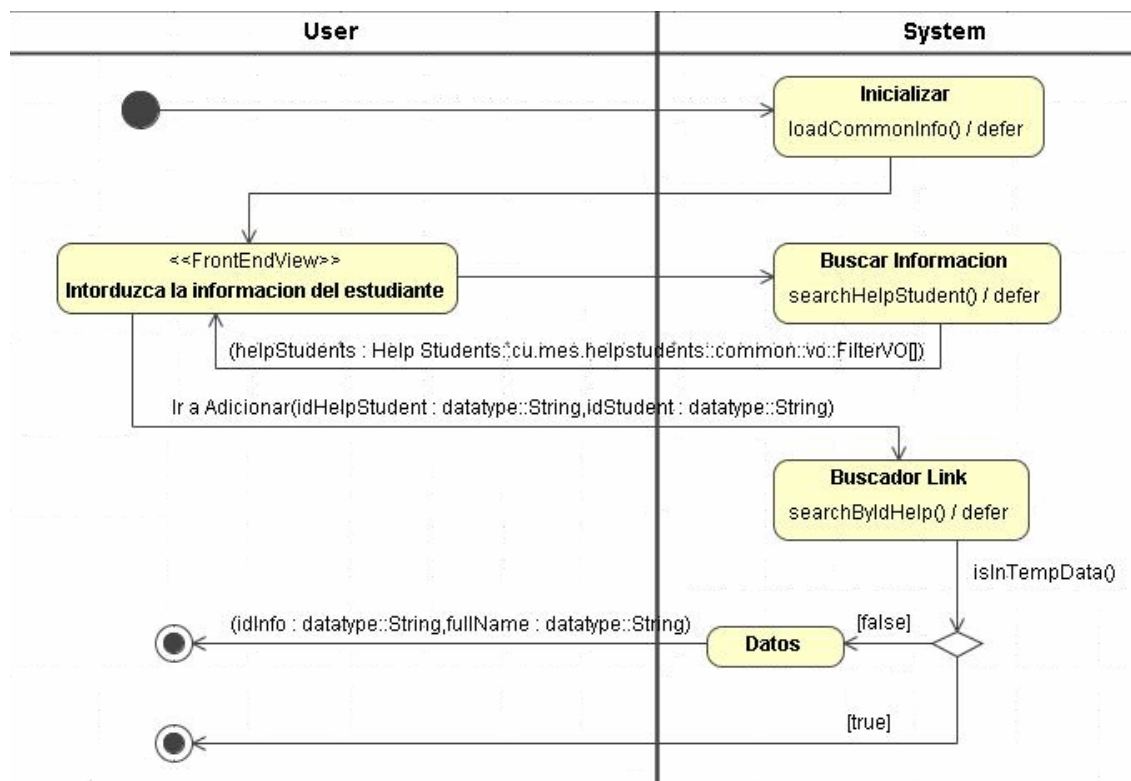 User
System
Inicializar
loadCommonInfo() / defer
<<FrontEndView>>
Intorduzca la informacion del estudiante
Buscar Informacion
searchHelpStudent() / defer
(helpStudents : Help Students:*cu.mes.helpstudents::common::vo::FilterVO[])
Ir a Adicionar(idHelpStudent : datatype::String,idStudent : datatype::String)
Buscador Link
searchByIdHelp() / defer
isInTempData()
(idInfo : datatype::String,fullName : datatype::String)
[false]
Datos
[true]